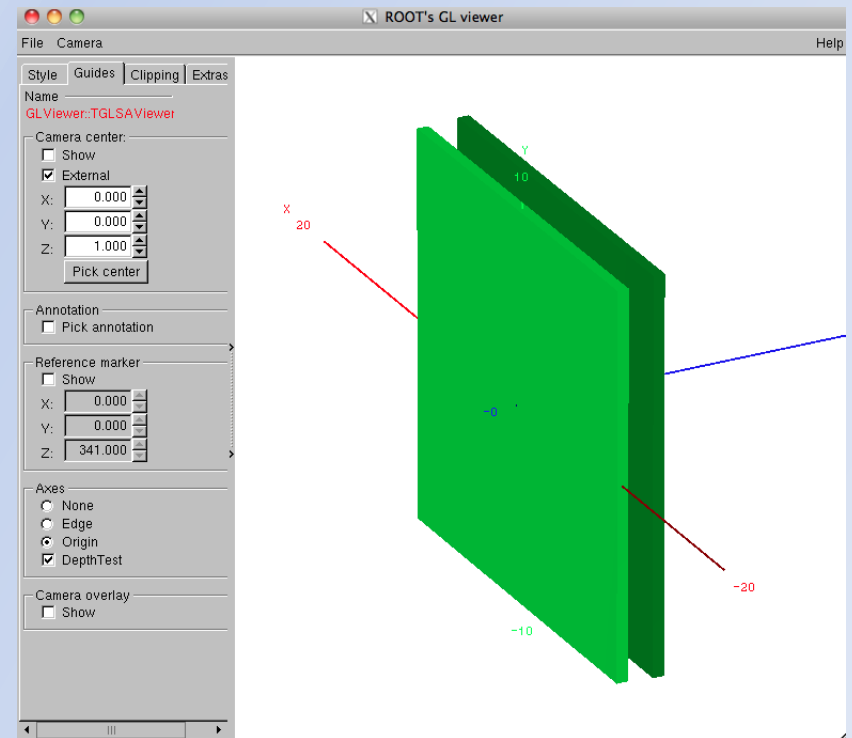 ROOT's GL viewer
File Camera Help
Style Guides Clipping Extras
Name
GLViewer::TGLSAViewer
Camera center:
Show
External
X: 0.000
Y: 0.000
Z: 1.000
Pick center
Annotation
Pick annotation
Reference marker
Show
X: 0.000
Y: 0.000
Z: 341.000
Axes
None
Edge
Origin
DepthTest
Camera overlay
Show
Y
10
X
20
-0
-20
-10